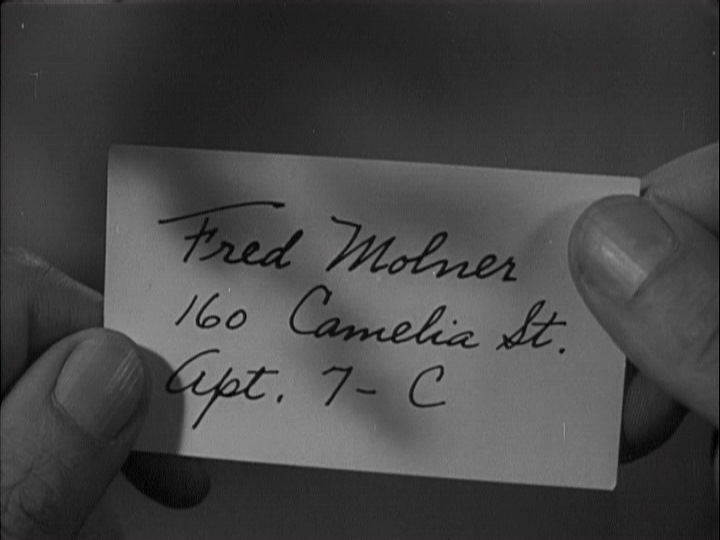 Fred Molner
160 Camelia St.
Apt. 7-C